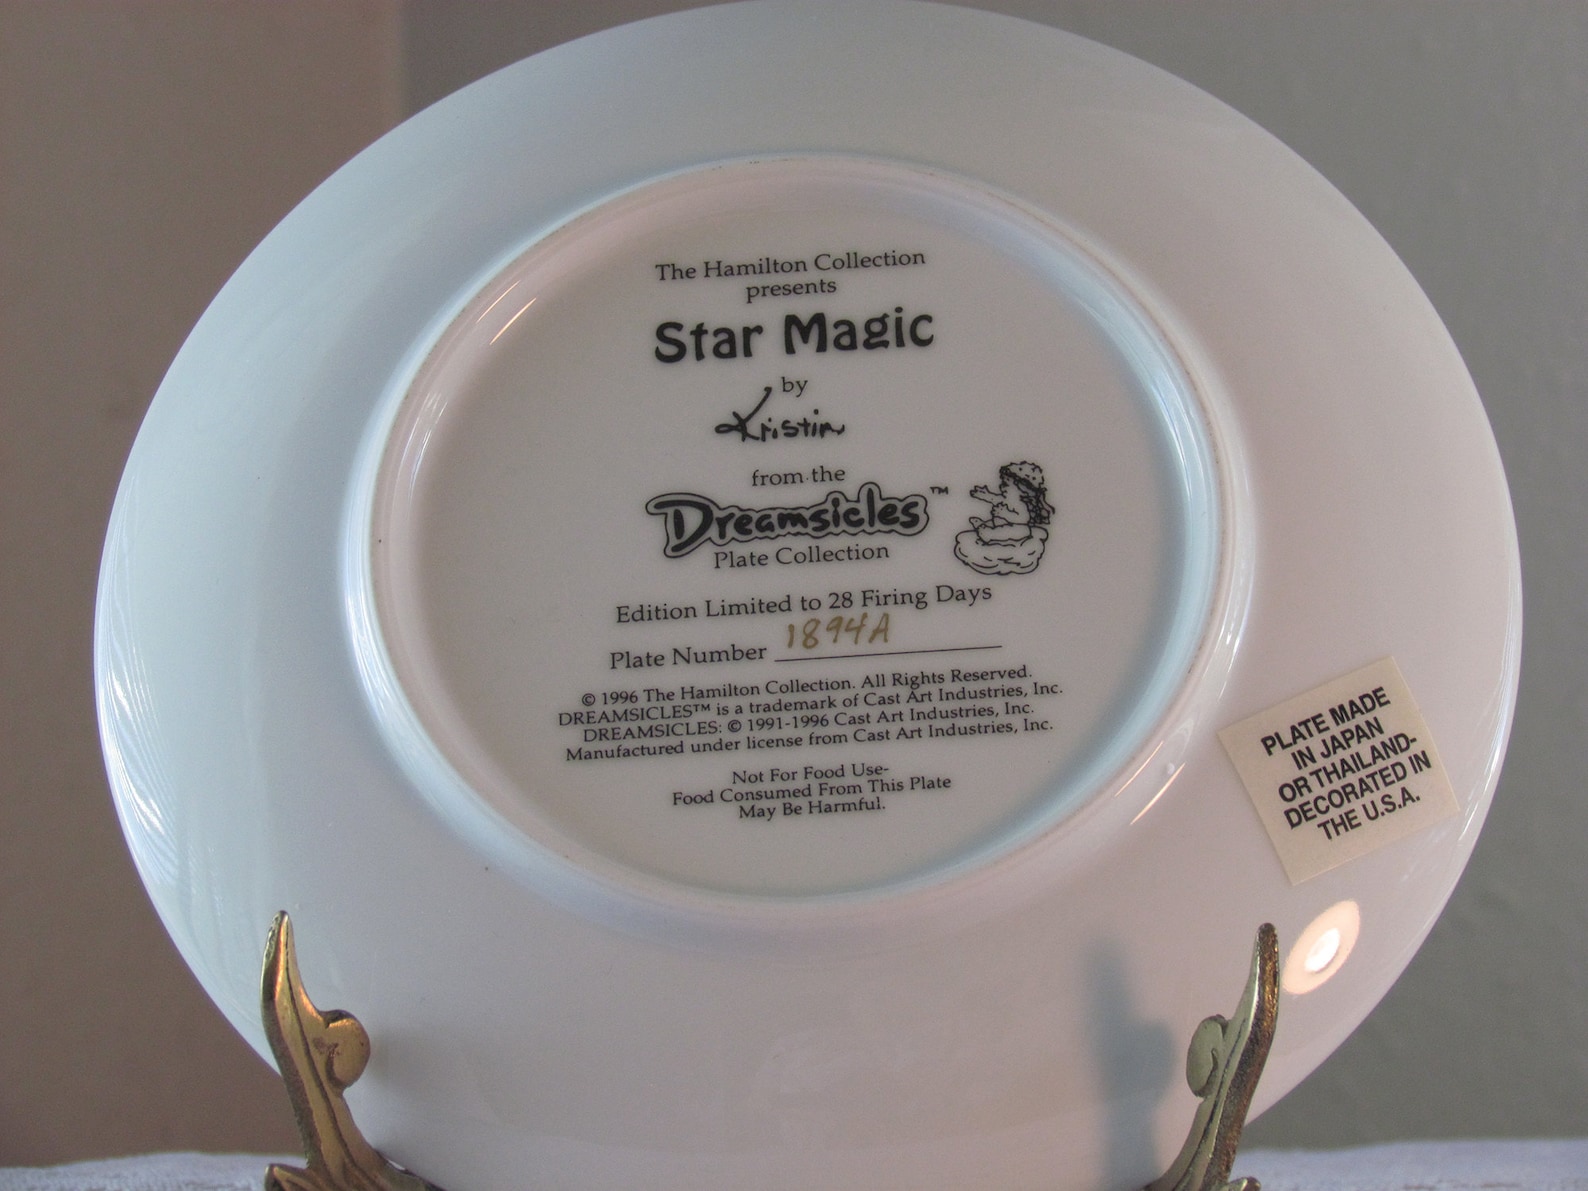 The Hamilton Collection
presents
Star Magic
by
Kristin
from the
Dreamsicles™
Plate Collection
Edition Limited to 28 Firing Days
Plate Number 1894A
© 1996 The Hamilton Collection. All Rights Reserved.
DREAMSICLES™ is a trademark of Cast Art Industries, Inc.
DREAMSICLES: © 1991-1996 Cast Art Industries, Inc.
Manufactured under license from Cast Art Industries, Inc.
Not For Food Use-
Food Consumed From This Plate
May Be Harmful.
PLATE MADE
IN JAPAN
OR THAILAND-
DECORATED IN
THE U.S.A.